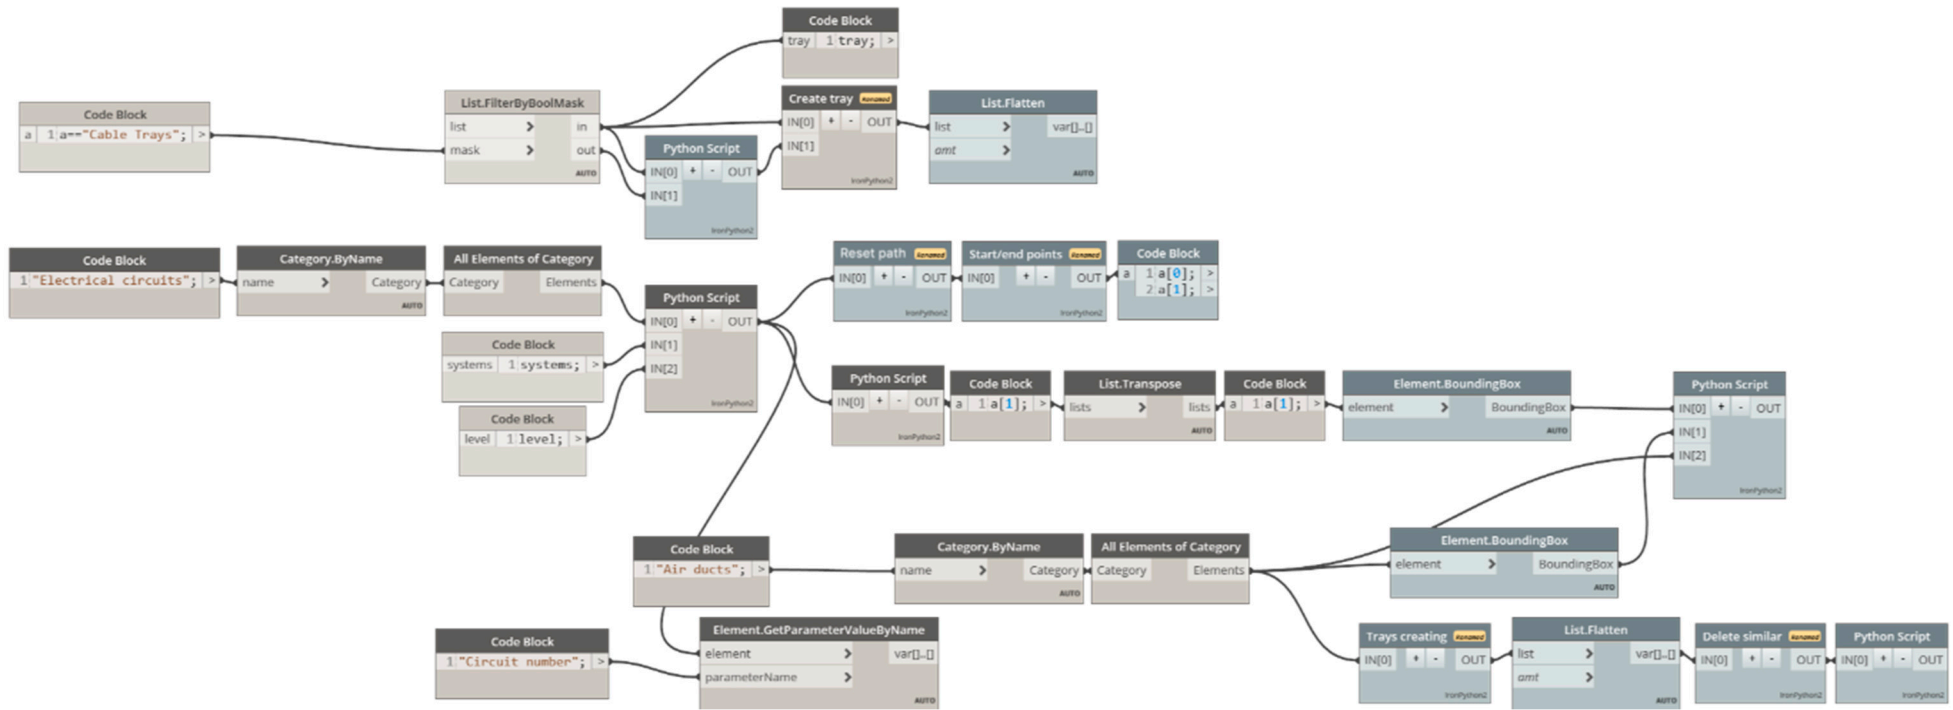 Code Block
tray 1 tray; >
Code Block
a 1 a=="Cable Trays"; >
List.FilterByBoolMask
list > in
mask > out
AUTO
Python Script
IN[0] + - OUT
IN[1]
IronPython2
Create tray Renamed
IN[0] + - OUT
IN[1]
IronPython2
List.Flatten
list > var[]..[]
amt >
AUTO
Code Block
1 "Electrical circuits"; >
Category.ByName
name > Category
AUTO
All Elements of Category
Category Elements
Code Block
systems 1 systems; >
Code Block
level 1 level; >
Python Script
IN[0] + - OUT
IN[1]
IN[2]
IronPython2
Reset path Renamed
IN[0] + - OUT
IronPython2
Start/end points Renamed
IN[0] + - OUT
IronPython2
Code Block
a 1 a[0]; >
2 a[1]; >
Python Script
IN[0] + - OUT
IronPython2
Code Block
a 1 a[1]; >
List.Transpose
lists > lists
AUTO
Code Block
a 1 a[1]; >
Element.BoundingBox
element > BoundingBox
AUTO
Python Script
IN[0] + - OUT
IN[1]
IN[2]
IronPython2
Code Block
1 "Air ducts"; >
Category.ByName
name > Category
AUTO
All Elements of Category
Category Elements
Element.BoundingBox
element > BoundingBox
AUTO
Code Block
1 "Circuit number"; >
Element.GetParameterValueByName
element > var[]..[]
parameterName >
AUTO
Trays creating Renamed
IN[0] + - OUT
IronPython2
List.Flatten
list > var[]..[]
amt >
AUTO
Delete similar Renamed
IN[0] + - OUT
IronPython2
Python Script
IN[0] + - OUT
IronPython2